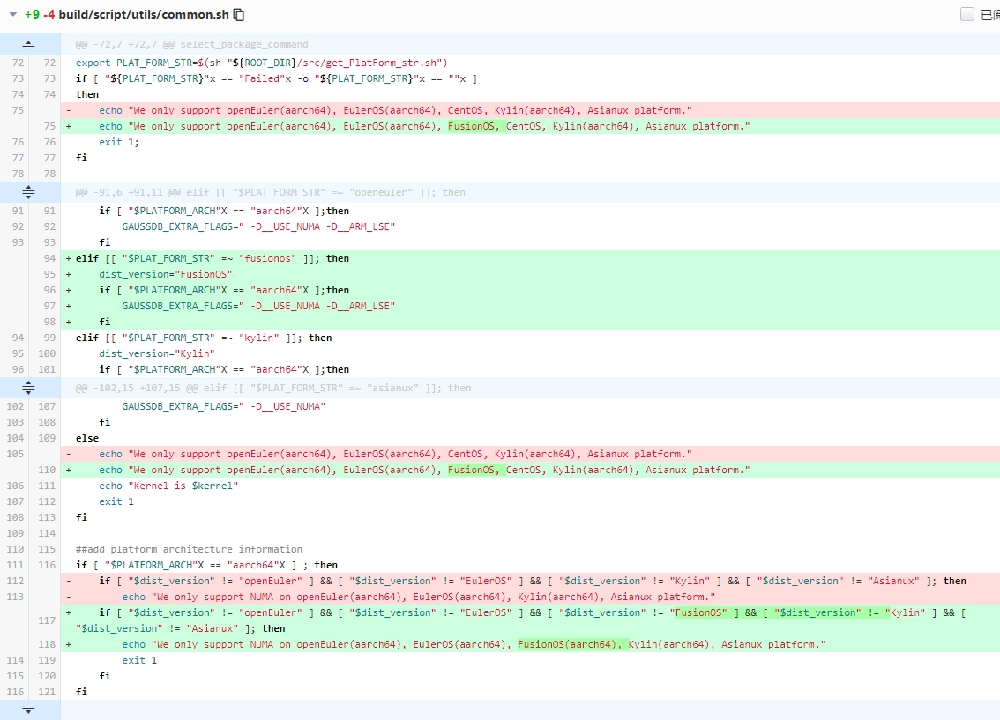 +9 -4 build/script/utils/common.sh 已阅
@@ -72,7 +72,7 @@ select_package_command
72 72 export PLAT_FORM_STR=$(sh "${ROOT_DIR}/src/get_PlatForm_str.sh")
73 73 if [ "${PLAT_FORM_STR}"x == "Failed"x -o "${PLAT_FORM_STR}"x == ""x ]
74 74 then
75 - echo "We only support openEuler(aarch64), EulerOS(aarch64), CentOS, Kylin(aarch64), Asianux platform."
75 + echo "We only support openEuler(aarch64), EulerOS(aarch64), FusionOS, CentOS, Kylin(aarch64), Asianux platform."
76 76 exit 1;
77 77 fi
78 78
@@ -91,6 +91,11 @@ elif [[ "$PLAT_FORM_STR" =~ "openeuler" ]]; then
91 91 if [ "$PLATFORM_ARCH"X == "aarch64"X ];then
92 92 GAUSSDB_EXTRA_FLAGS=" -D__USE_NUMA -D__ARM_LSE"
93 93 fi
94 + elif [[ "$PLAT_FORM_STR" =~ "fusionos" ]]; then
95 + dist_version="FusionOS"
96 + if [ "$PLATFORM_ARCH"X == "aarch64"X ];then
97 + GAUSSDB_EXTRA_FLAGS=" -D__USE_NUMA -D__ARM_LSE"
98 + fi
94 99 elif [[ "$PLAT_FORM_STR" =~ "kylin" ]]; then
95 100 dist_version="Kylin"
96 101 if [ "$PLATFORM_ARCH"X == "aarch64"X ];then
@@ -102,15 +107,15 @@ elif [[ "$PLAT_FORM_STR" =~ "asianux" ]]; then
102 107 GAUSSDB_EXTRA_FLAGS=" -D__USE_NUMA"
103 108 fi
104 109 else
105 - echo "We only support openEuler(aarch64), EulerOS(aarch64), CentOS, Kylin(aarch64), Asianux platform."
110 + echo "We only support openEuler(aarch64), EulerOS(aarch64), FusionOS, CentOS, Kylin(aarch64), Asianux platform."
106 111 echo "Kernel is $kernel"
107 112 exit 1
108 113 fi
109 114
110 115 ##add platform architecture information
111 116 if [ "$PLATFORM_ARCH"X == "aarch64"X ] ; then
112 - if [ "$dist_version" != "openEuler" ] && [ "$dist_version" != "EulerOS" ] && [ "$dist_version" != "Kylin" ] && [ "$dist_version" != "Asianux" ]; then
113 - echo "We only support NUMA on openEuler(aarch64), EulerOS(aarch64), Kylin(aarch64), Asianux platform."
117 + if [ "$dist_version" != "openEuler" ] && [ "$dist_version" != "EulerOS" ] && [ "$dist_version" != "FusionOS" ] && [ "$dist_version" != "Kylin" ] && [
"$dist_version" != "Asianux" ]; then
118 + echo "We only support NUMA on openEuler(aarch64), EulerOS(aarch64), FusionOS(aarch64), Kylin(aarch64), Asianux platform."
114 119 exit 1
115 120 fi
116 121 fi